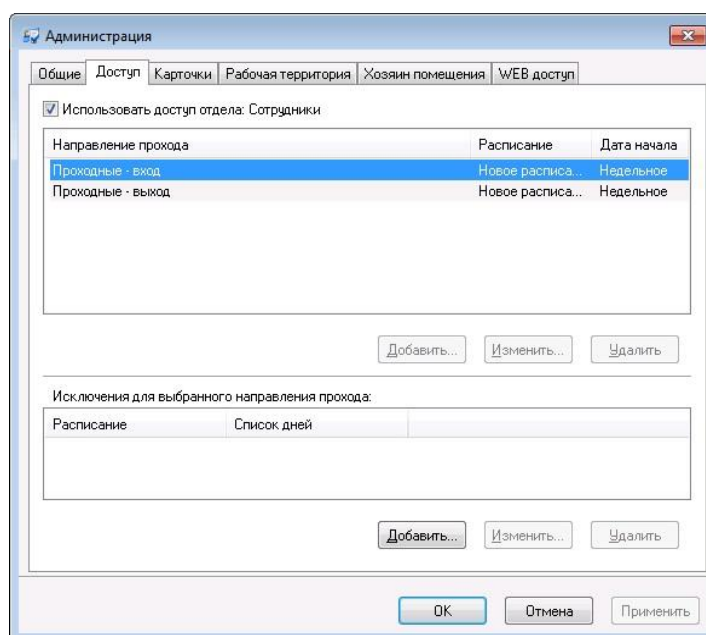 Администрация
Общие Доступ Карточки Рабочая территория Хозяин помещения WEB доступ
Использовать доступ отдела: Сотрудники
Направление прохода Расписание Дата начала
Проходные - вход Новое расписа... Недельное
Проходные - выход Новое расписа... Недельное
Добавить... Изменить... Удалить
Исключения для выбранного направления прохода:
Расписание Список дней
Добавить... Изменить... Удалить
OK Отмена Применить